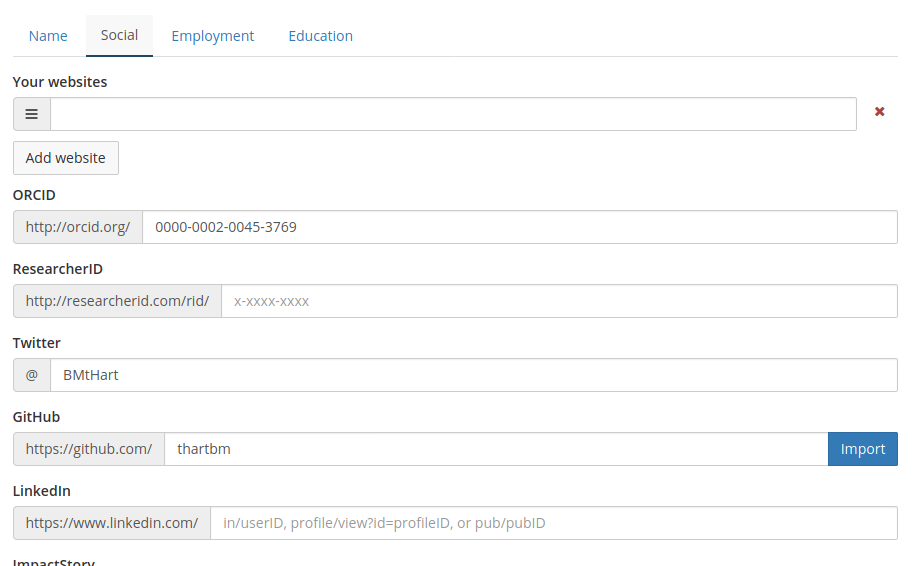 Name Social Employment Education
Your websites
Add website
ORCID
http://orcid.org/ 0000-0002-0045-3769
ResearcherID
http://researcherid.com/rid/ x-xxxx-xxxx
Twitter
@ BMtHart
GitHub
https://github.com/ thartbm Import
LinkedIn
https://www.linkedin.com/ in/userID, profile/view?id=profileID, or pub/pubID
ImpactStory